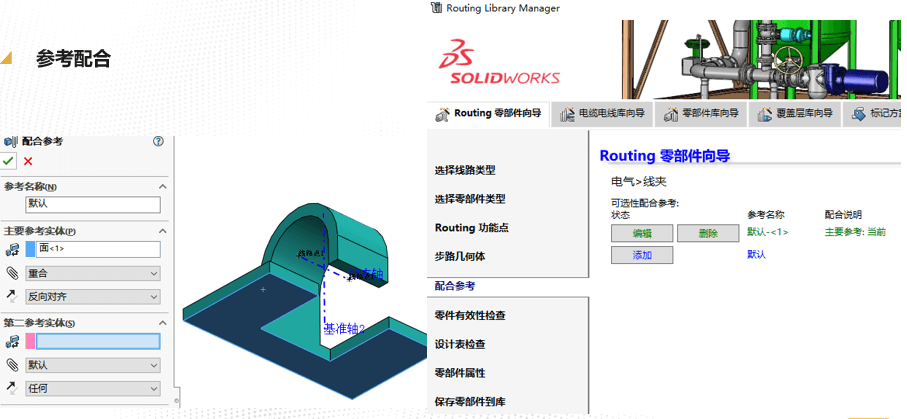 参考配合
配合参考
参考名称(N)
默认
主要参考实体(P)
面<1>
重合
反向对齐
第二参考实体(S)
默认
任何
基准轴2
Routing Library Manager
SOLIDWORKS
Routing 零部件向导
电缆电线库向导
零部件库向导
覆盖层库向导
标记方
选择线路类型
选择零部件类型
Routing 功能点
步路几何体
配合参考
零件有效性检查
设计表检查
零部件属性
保存零部件到库
Routing 零部件向导
电气>线夹
可选性配合参考:
状态 参考名称 配合说明
编辑 删除 默认-<1> 主要参考: 当前
添加 默认